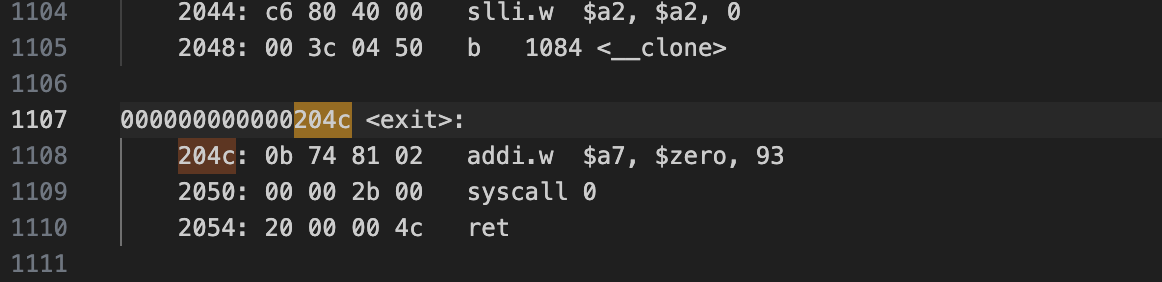 1104 2044: c6 80 40 00 slli.w $a2, $a2, 0
1105 2048: 00 3c 04 50 b 1084 <__clone>
1106
1107 000000000000204c <exit>:
1108 204c: 0b 74 81 02 addi.w $a7, $zero, 93
1109 2050: 00 00 2b 00 syscall 0
1110 2054: 20 00 00 4c ret
1111